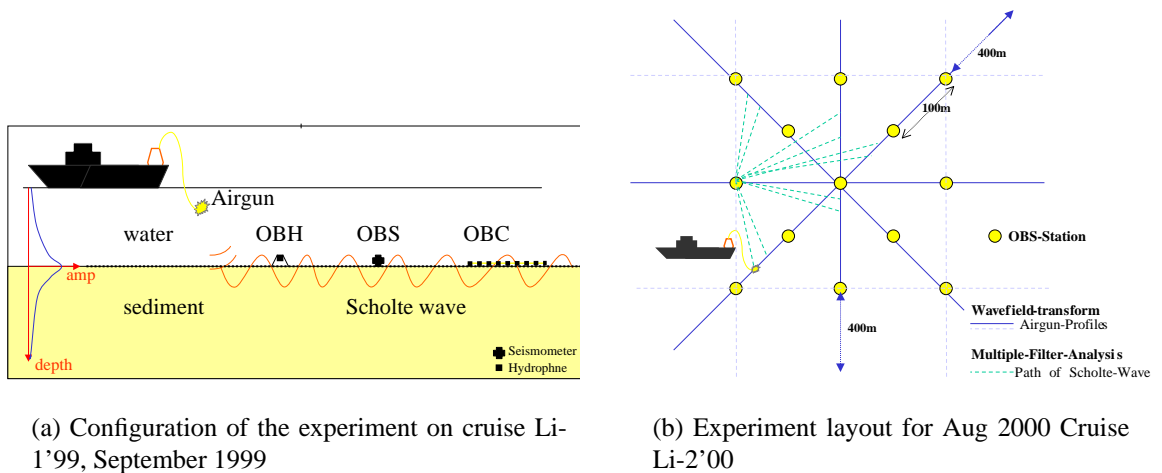 Airgun
water
OBH
OBS
OBC
amp
sediment
Scholte wave
Seismometer
Hydrophne
depth
(a) Configuration of the experiment on cruise Li-
1'99, September 1999
400m
100m
OBS-Station
400m
Wavefield-transform
Airgun-Profiles
Multiple-Filter-Analysis
Path of Scholte-Wave
(b) Experiment layout for Aug 2000 Cruise
Li-2'00